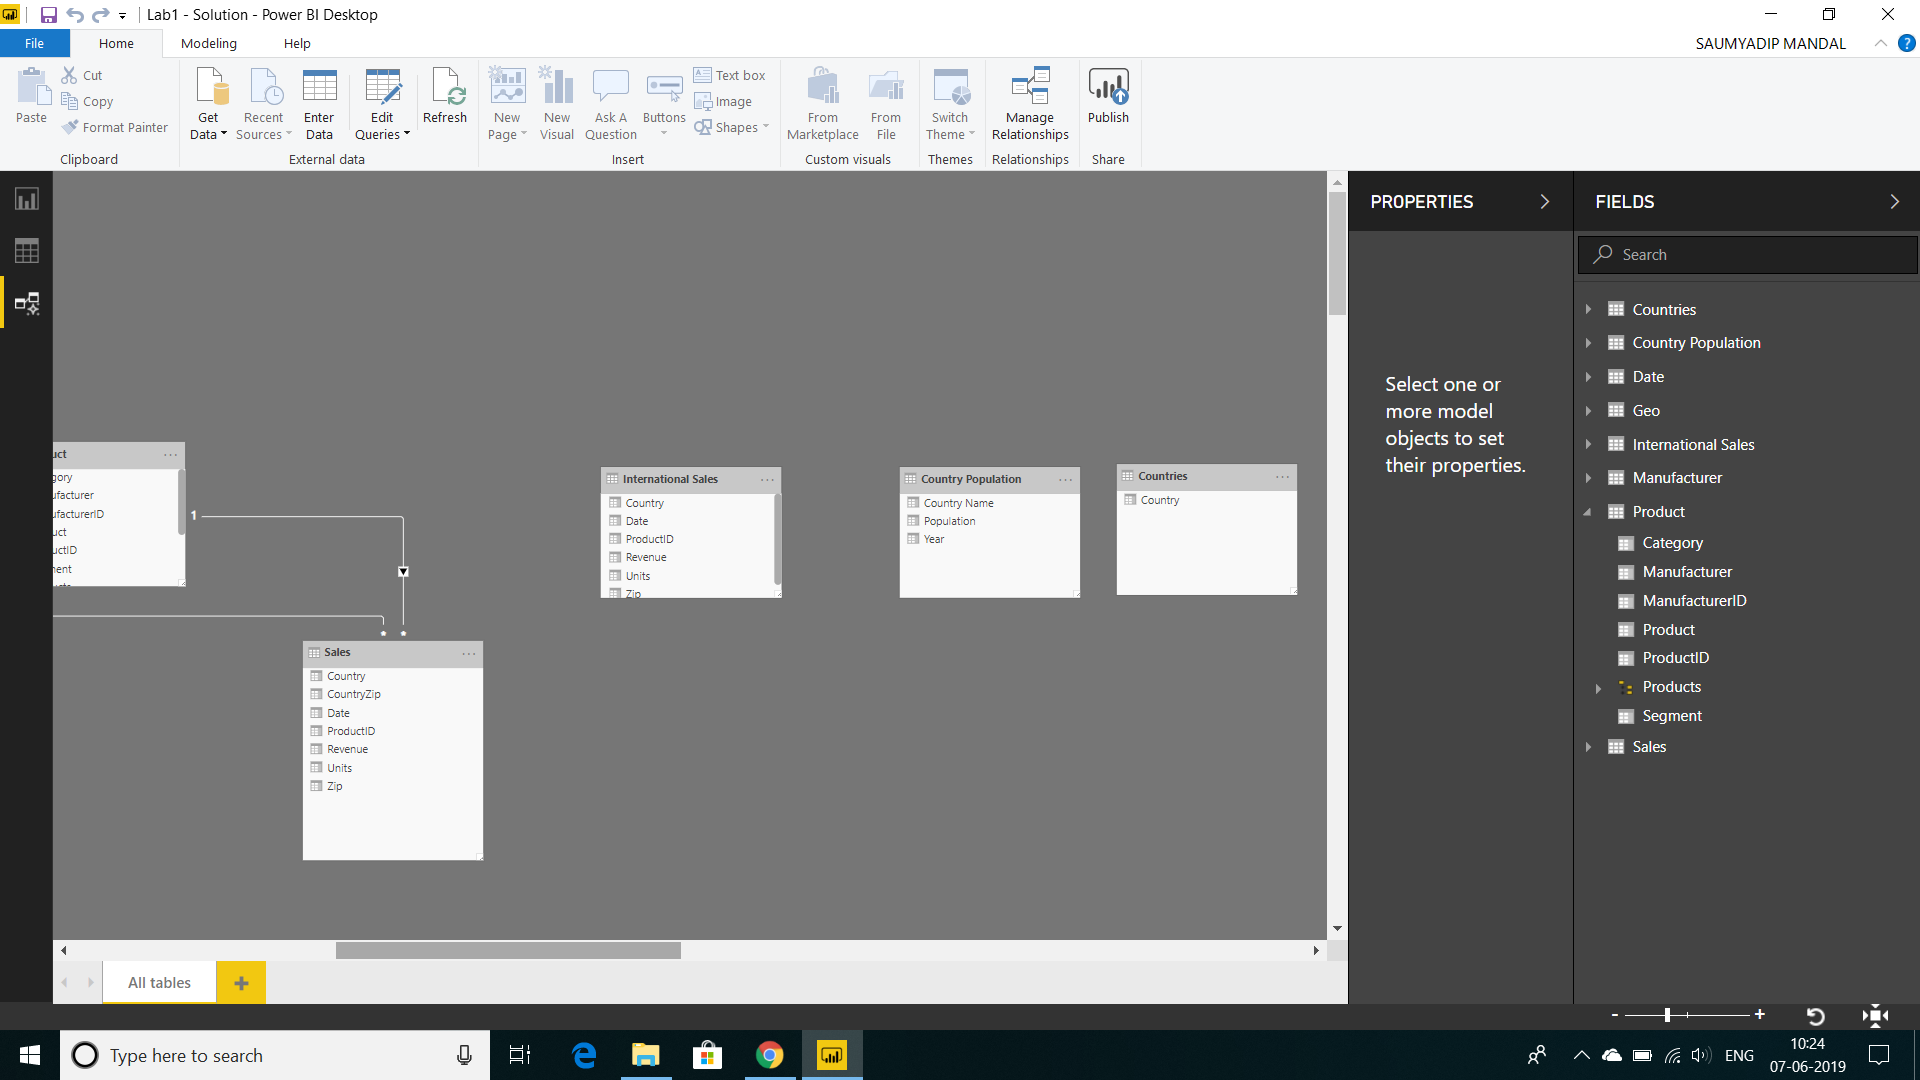 Lab1 - Solution - Power BI Desktop
File Home Modeling Help
SAUMYADIP MANDAL
?
Paste
Cut
Copy
Format Painter
Clipboard
Get Data
Recent Sources
Enter Data
Edit Queries
Refresh
External data
New Page
New Visual
Ask A Question
Buttons
Text box
Image
Shapes
Insert
From Marketplace
From File
Custom visuals
Switch Theme
Themes
Manage Relationships
Relationships
Publish
Share
uct
gory
ufacturer
ufacturerID
uct
uctID
ment
1
Sales
Country
CountryZip
Date
ProductID
Revenue
Units
Zip
International Sales
Country
Date
ProductID
Revenue
Units
Zip
Country Population
Country Name
Population
Year
Countries
Country
PROPERTIES
Select one or
more model
objects to set
their properties.
FIELDS
Search
Countries
Country Population
Date
Geo
International Sales
Manufacturer
Product
Category
Manufacturer
ManufacturerID
Product
ProductID
Products
Segment
Sales
All tables
+
- +
Type here to search
ENG
10:24
07-06-2019